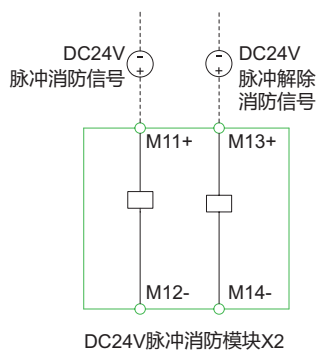 DC24V
脉冲消防信号
DC24V
脉冲解除
消防信号
M11+
M13+
M12-
M14-
DC24V脉冲消防模块X2